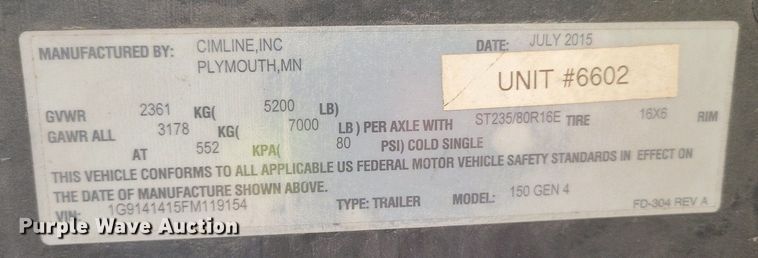 MANUFACTURED BY: CIMLINE,INC DATE: JULY 2015
PLYMOUTH,MN
UNIT #6602
GVWR 2361 KG( 5200 LB)
GAWR ALL 3178 KG( 7000 LB) PER AXLE WITH ST235/80R16E TIRE 16X6 RIM
AT 552 KPA( 80 PSI) COLD SINGLE
THIS VEHICLE CONFORMS TO ALL APPLICABLE US FEDERAL MOTOR VEHICLE SAFETY STANDARDS IN EFFECT ON
THE DATE OF MANUFACTURE SHOWN ABOVE.
VIN: 1G9141415FM119154 TYPE: TRAILER MODEL: 150 GEN 4 FO-304 REV A
Purple Wave Auction